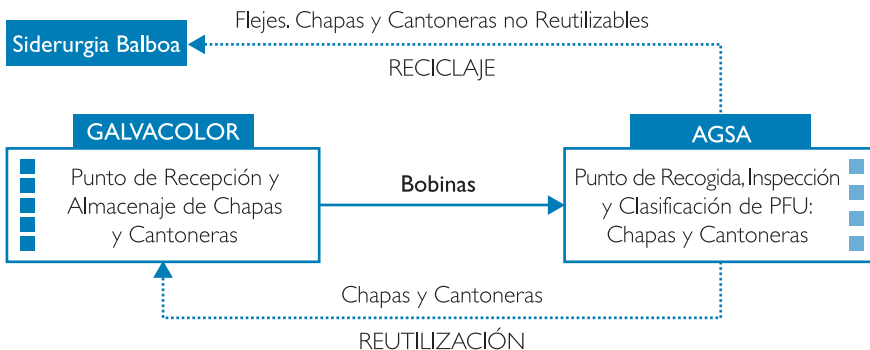 Flejes. Chapas y Cantoneras no Reutilizables
Siderurgia Balboa
RECICLAJE
GALVACOLOR
Punto de Recepción y
Almacenaje de Chapas
y Cantoneras
Bobinas
AGSA
Punto de Recogida, Inspección
y Clasificación de PFU:
Chapas y Cantoneras
Chapas y Cantoneras
REUTILIZACIÓN